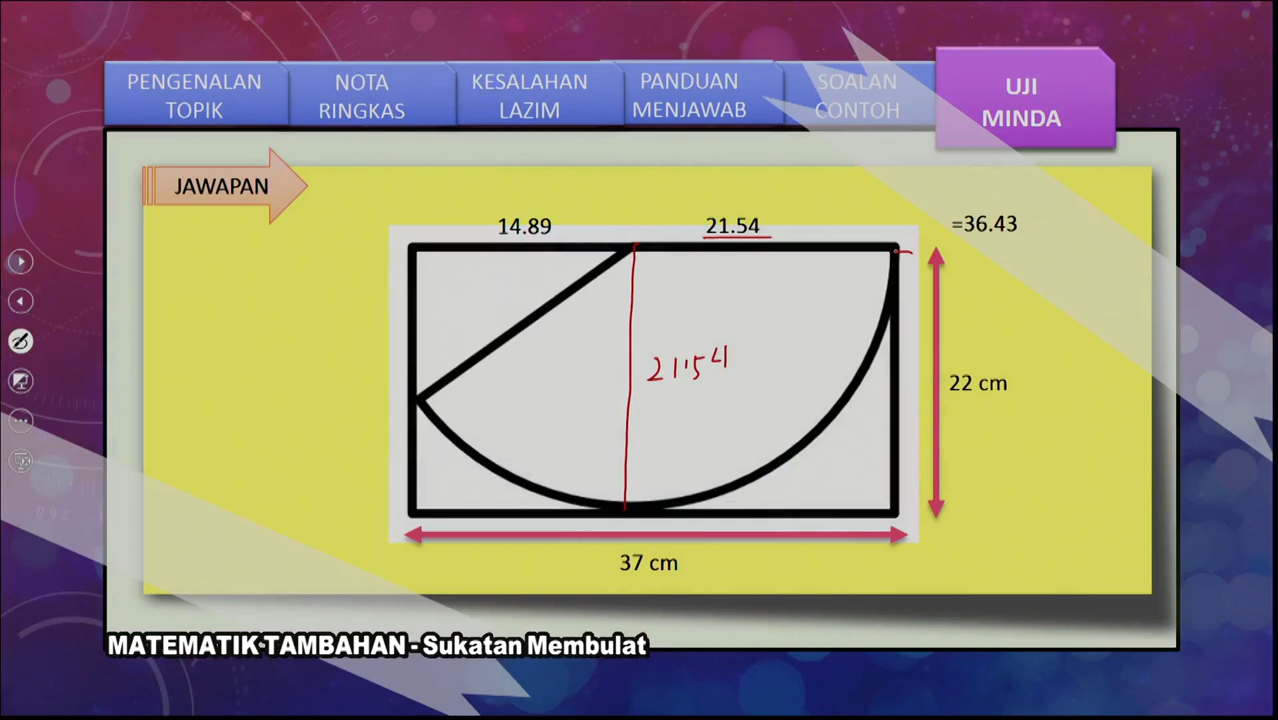 PENGENALAN
TOPIK
NOTA
RINGKAS
KESALAHAN
LAZIM
PANDUAN
MENJAWAB
SOALAN
CONTOH
UJI
MINDA
JAWAPAN
14.89
21.54
=36.43
21.54
22 cm
37 cm
MATEMATIK TAMBAHAN - Sukatan Membulat